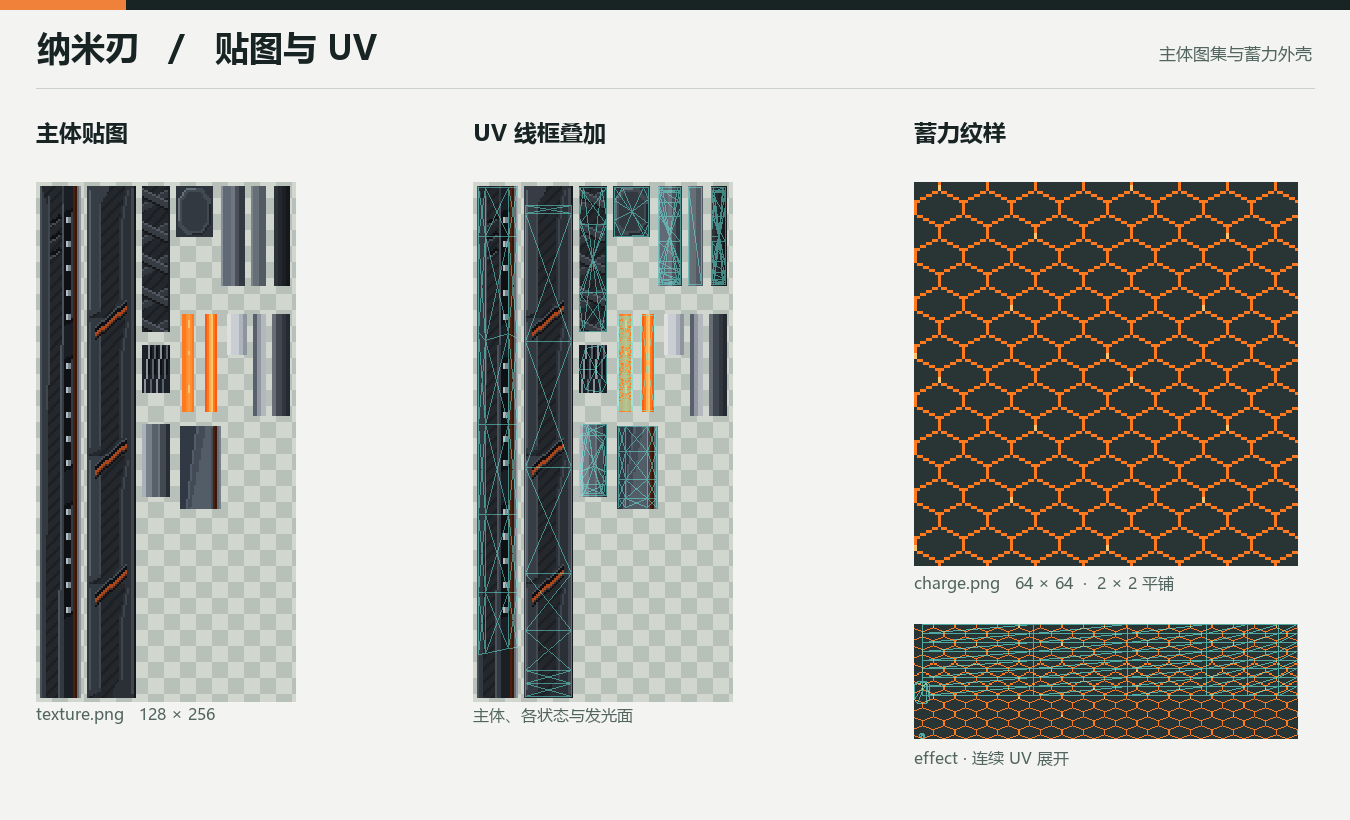 纳米刃 / 贴图与 UV
主体图集与蓄力外壳
主体贴图
UV 线框叠加
蓄力纹样
texture.png 128 × 256
主体、各状态与发光面
charge.png 64 × 64 · 2 × 2 平铺
effect · 连续 UV 展开